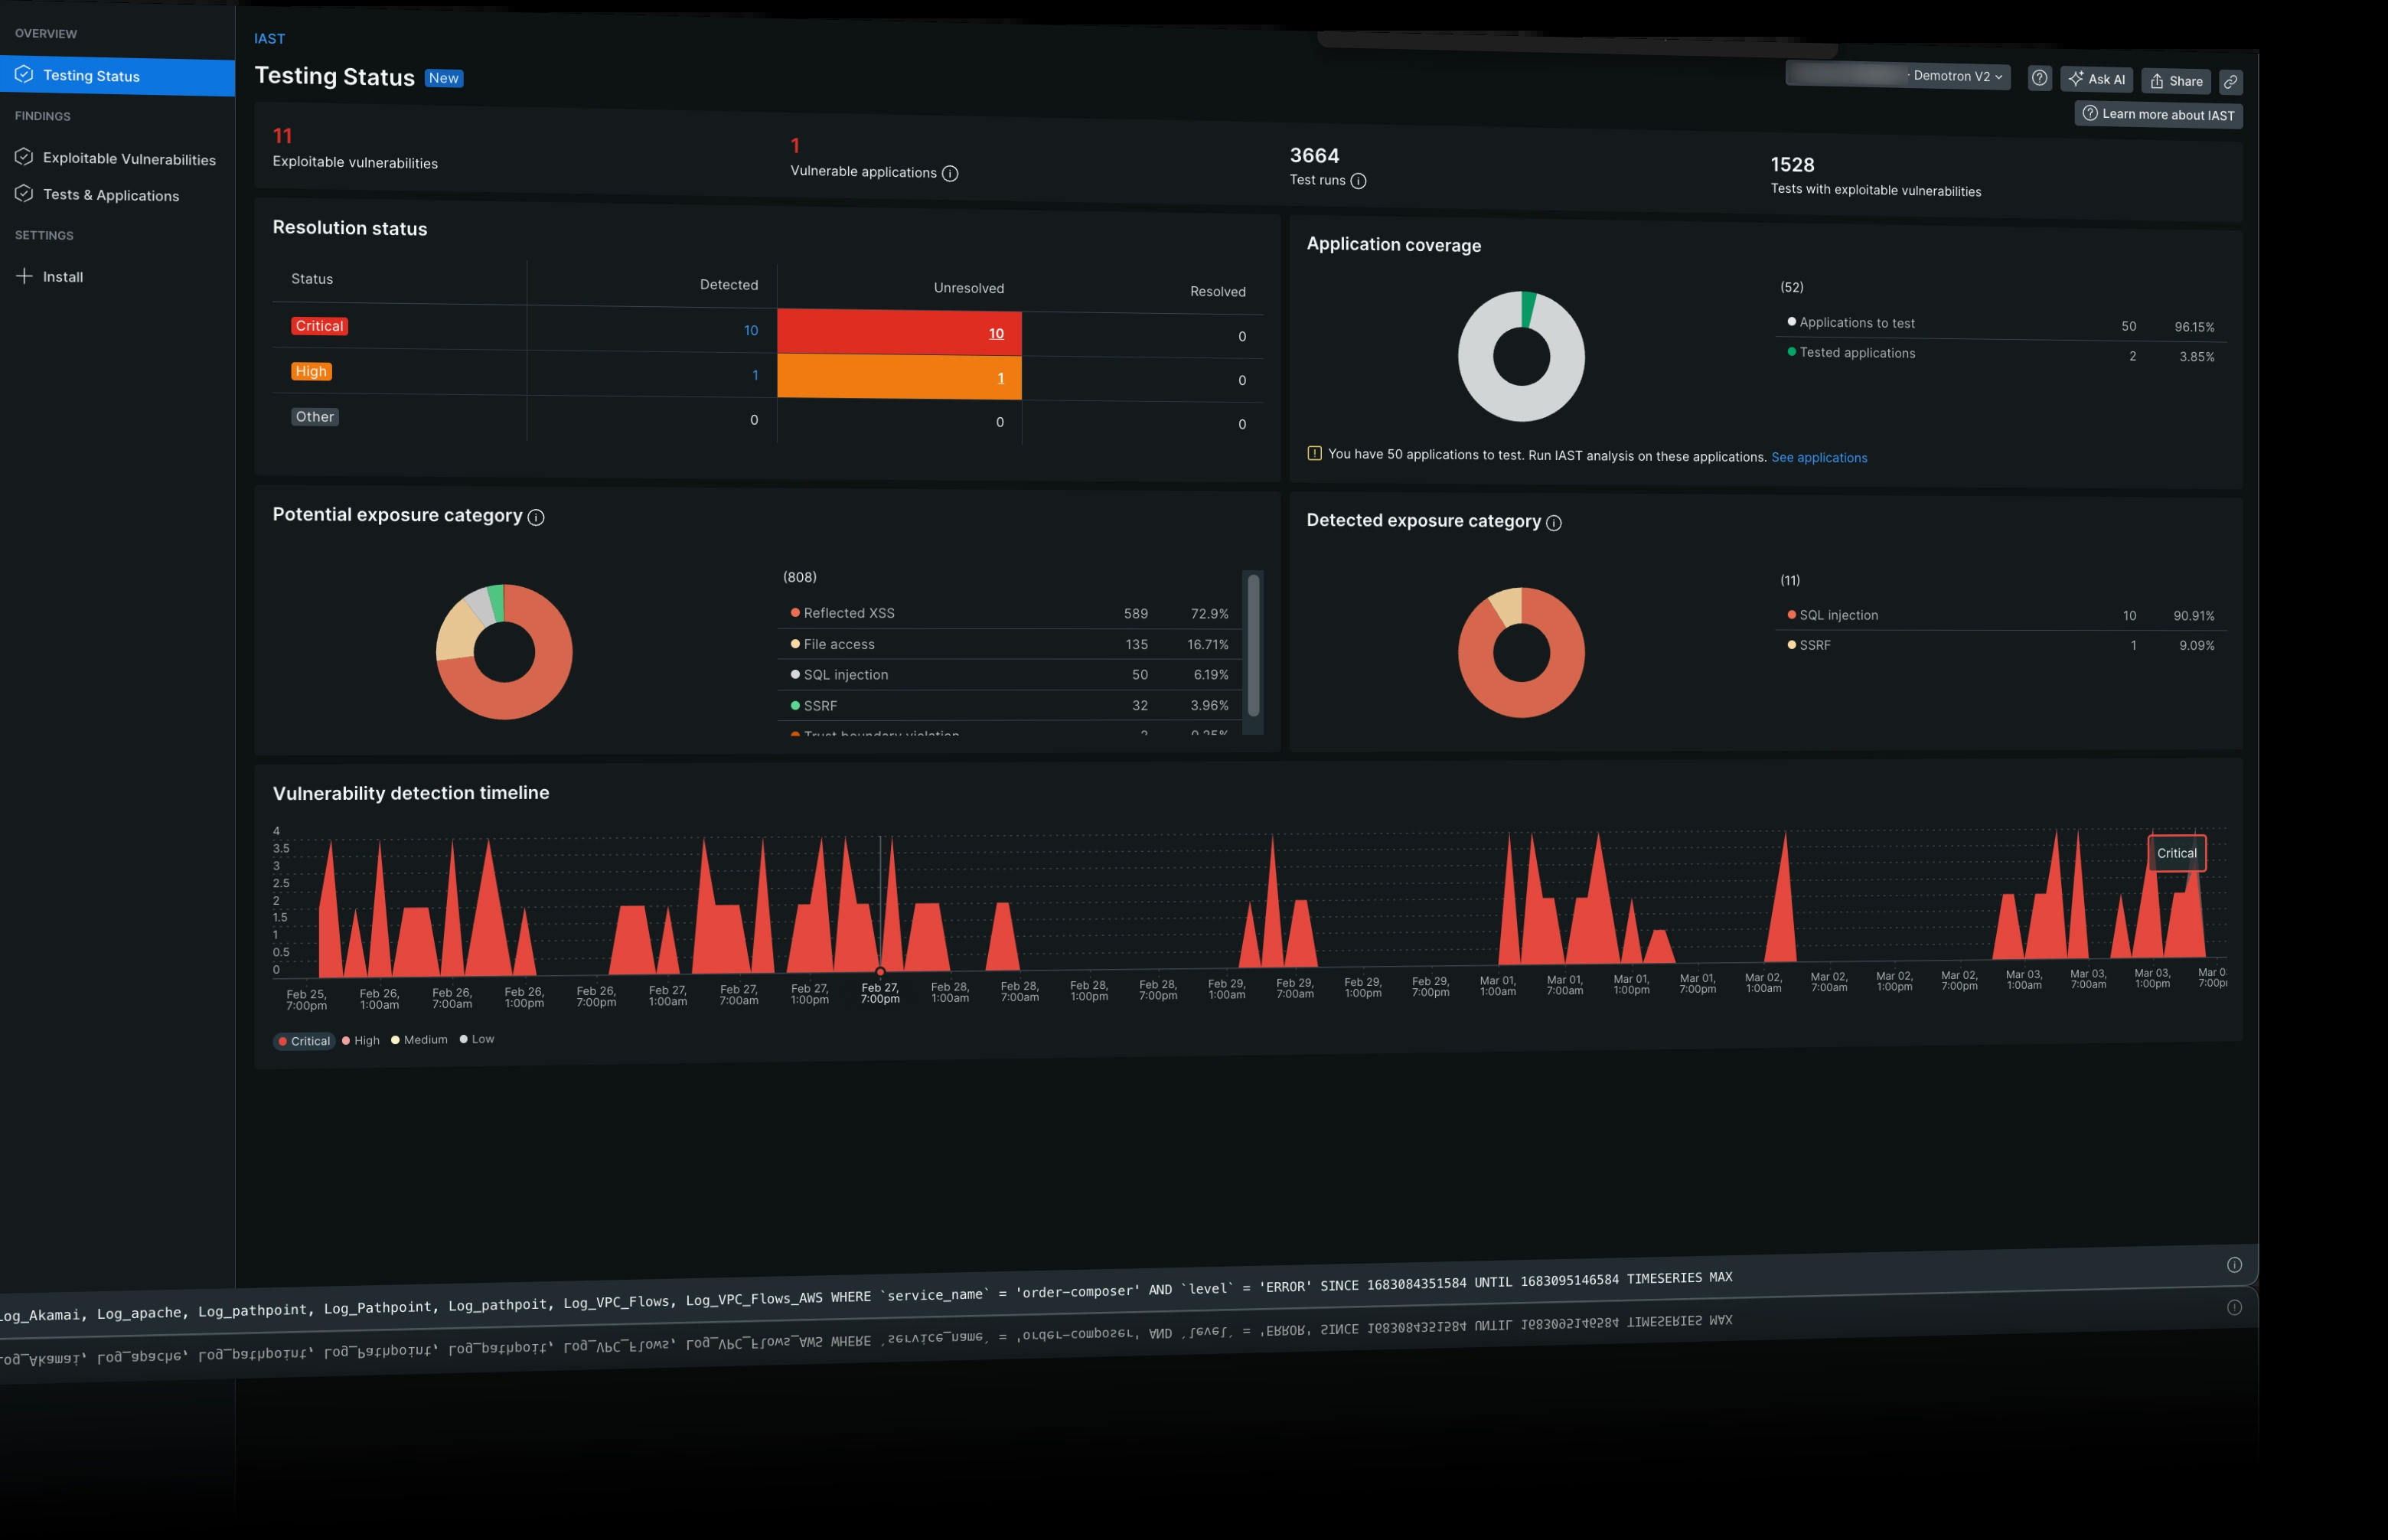 OVERVIEW
Testing Status
FINDINGS
Exploitable Vulnerabilities
Tests & Applications
SETTINGS
Install
IAST
Testing Status New
· Demotron V2
Ask AI
Share
Learn more about IAST
11
Exploitable vulnerabilities
1
Vulnerable applications
3664
Test runs
1528
Tests with exploitable vulnerabilities
Resolution status
Status Detected Unresolved Resolved
Critical 10 10 0
High 1 1 0
Other 0 0 0
Application coverage
(52)
Applications to test 50 96.15%
Tested applications 2 3.85%
You have 50 applications to test. Run IAST analysis on these applications. See applications
Potential exposure category
(808)
Reflected XSS 589 72.9%
File access 135 16.71%
SQL injection 50 6.19%
SSRF 32 3.96%
Trust boundary violation 2 0.25%
Detected exposure category
(11)
SQL injection 10 90.91%
SSRF 1 9.09%
Vulnerability detection timeline
4
3.5
3
2.5
2
1.5
1
0.5
0
Critical
Feb 25, 7:00pm
Feb 26, 1:00am
Feb 26, 7:00am
Feb 26, 1:00pm
Feb 26, 7:00pm
Feb 27, 1:00am
Feb 27, 7:00am
Feb 27, 1:00pm
Feb 27, 7:00pm
Feb 28, 1:00am
Feb 28, 7:00am
Feb 28, 1:00pm
Feb 28, 7:00pm
Feb 29, 1:00am
Feb 29, 7:00am
Feb 29, 1:00pm
Feb 29, 7:00pm
Mar 01, 1:00am
Mar 01, 7:00am
Mar 01, 1:00pm
Mar 01, 7:00pm
Mar 02, 1:00am
Mar 02, 7:00am
Mar 02, 1:00pm
Mar 02, 7:00pm
Mar 03, 1:00am
Mar 03, 7:00am
Mar 03, 1:00pm
Mar 0 7:00p
Critical High Medium Low
Log_Akamai, Log_apache, Log_pathpoint, Log_Pathpoint, Log_pathpoit, Log_VPC_Flows, Log_VPC_Flows_AWS WHERE `service_name` = 'order-composer' AND `level` = 'ERROR' SINCE 1683084351584 UNTIL 1683095146584 TIMESERIES MAX